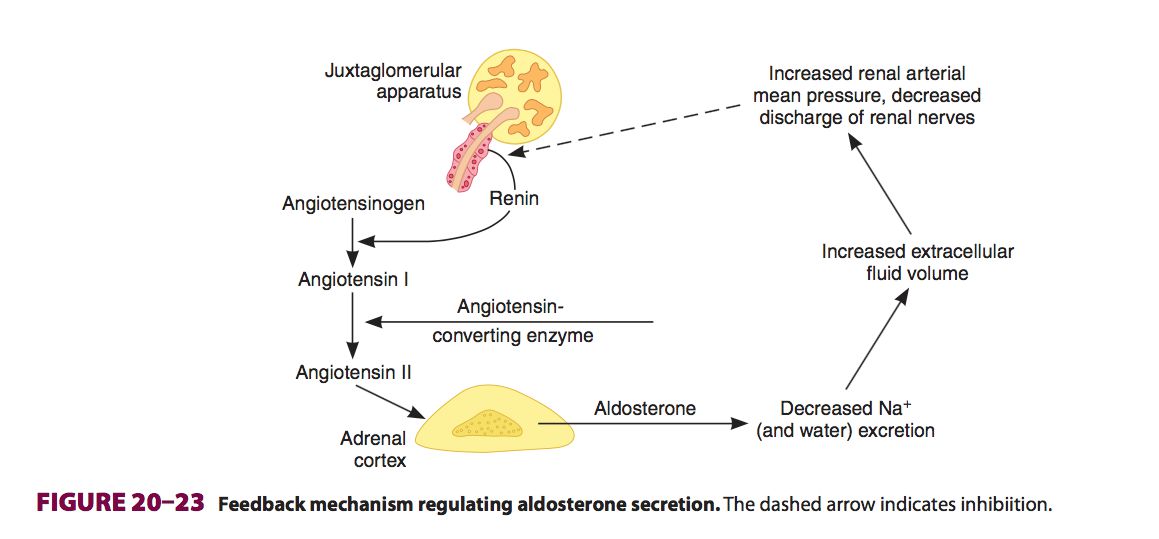 Juxtaglomerular
apparatus
Increased renal arterial
mean pressure, decreased
discharge of renal nerves
Renin
Angiotensinogen
Angiotensin I
Increased extracellular
fluid volume
Angiotensin-
converting enzyme
Angiotensin II
Adrenal
cortex
Aldosterone
Decreased Na⁺
(and water) excretion
FIGURE 20–23 Feedback mechanism regulating aldosterone secretion. The dashed arrow indicates inhibiition.